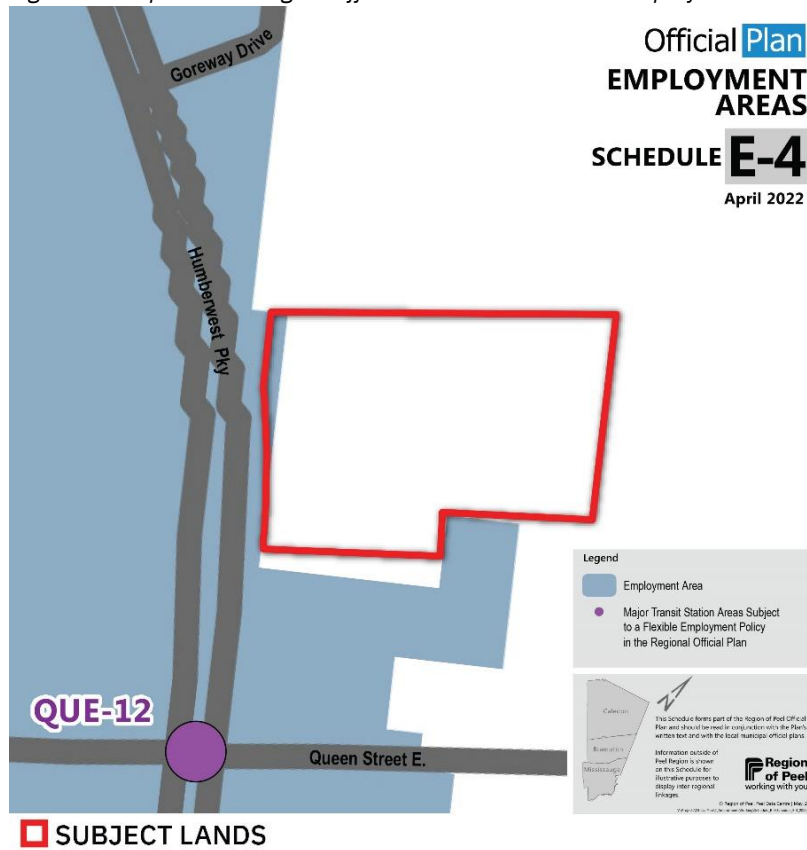 Official Plan
EMPLOYMENT
AREAS
SCHEDULE E-4
April 2022
Goreway Drive
Humberwest Pky
QUE-12
Queen Street E.
Legend
Employment Area
Major Transit Station Areas Subject
to a Flexible Employment Policy
in the Regional Official Plan
Caledon
Brampton
Mississauga
This Schedule forms part of the Region of Peel Official
Plan and should be read in conjunction with the Plan's
written text and with the local municipal official plans.
Information outside of
Peel Region is shown
on this Schedule for
illustrative purposes to
display inter regional
linkages.
Region
of Peel
working with you
SUBJECT LANDS